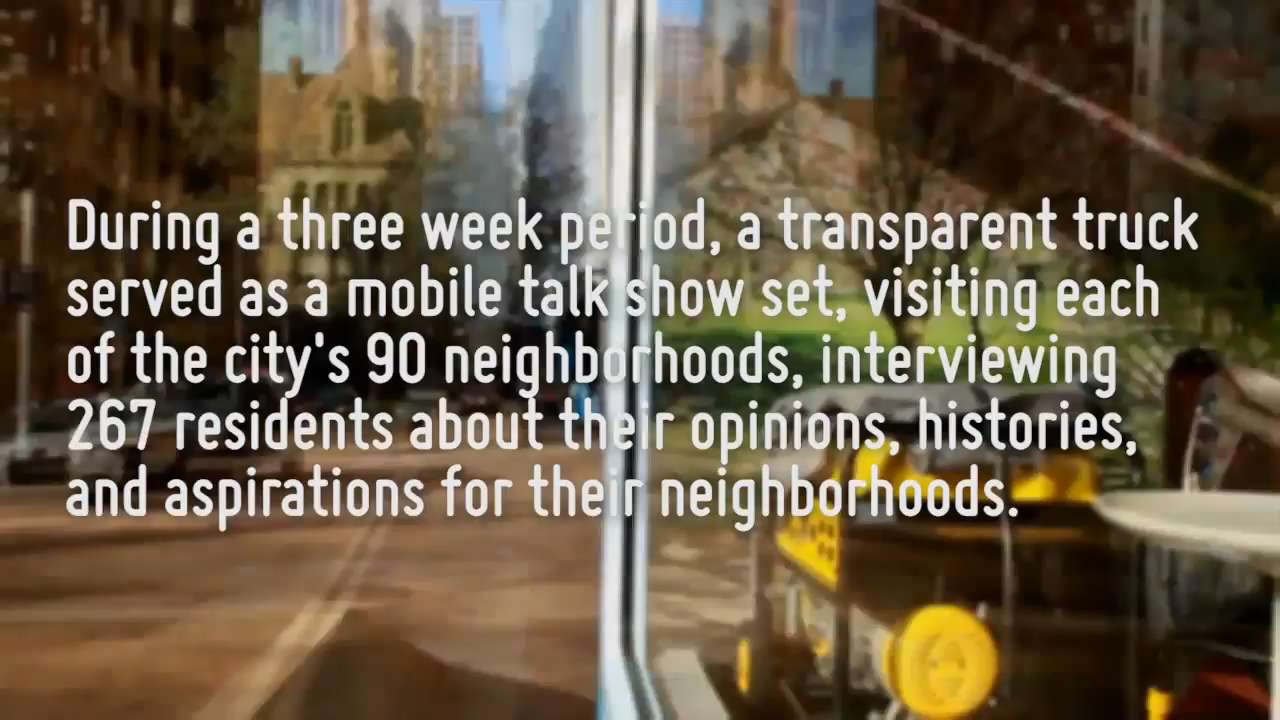 During a three week period, a transparent truck
served as a mobile talk show set, visiting each
of the city's 90 neighborhoods, interviewing
267 residents about their opinions, histories,
and aspirations for their neighborhoods.